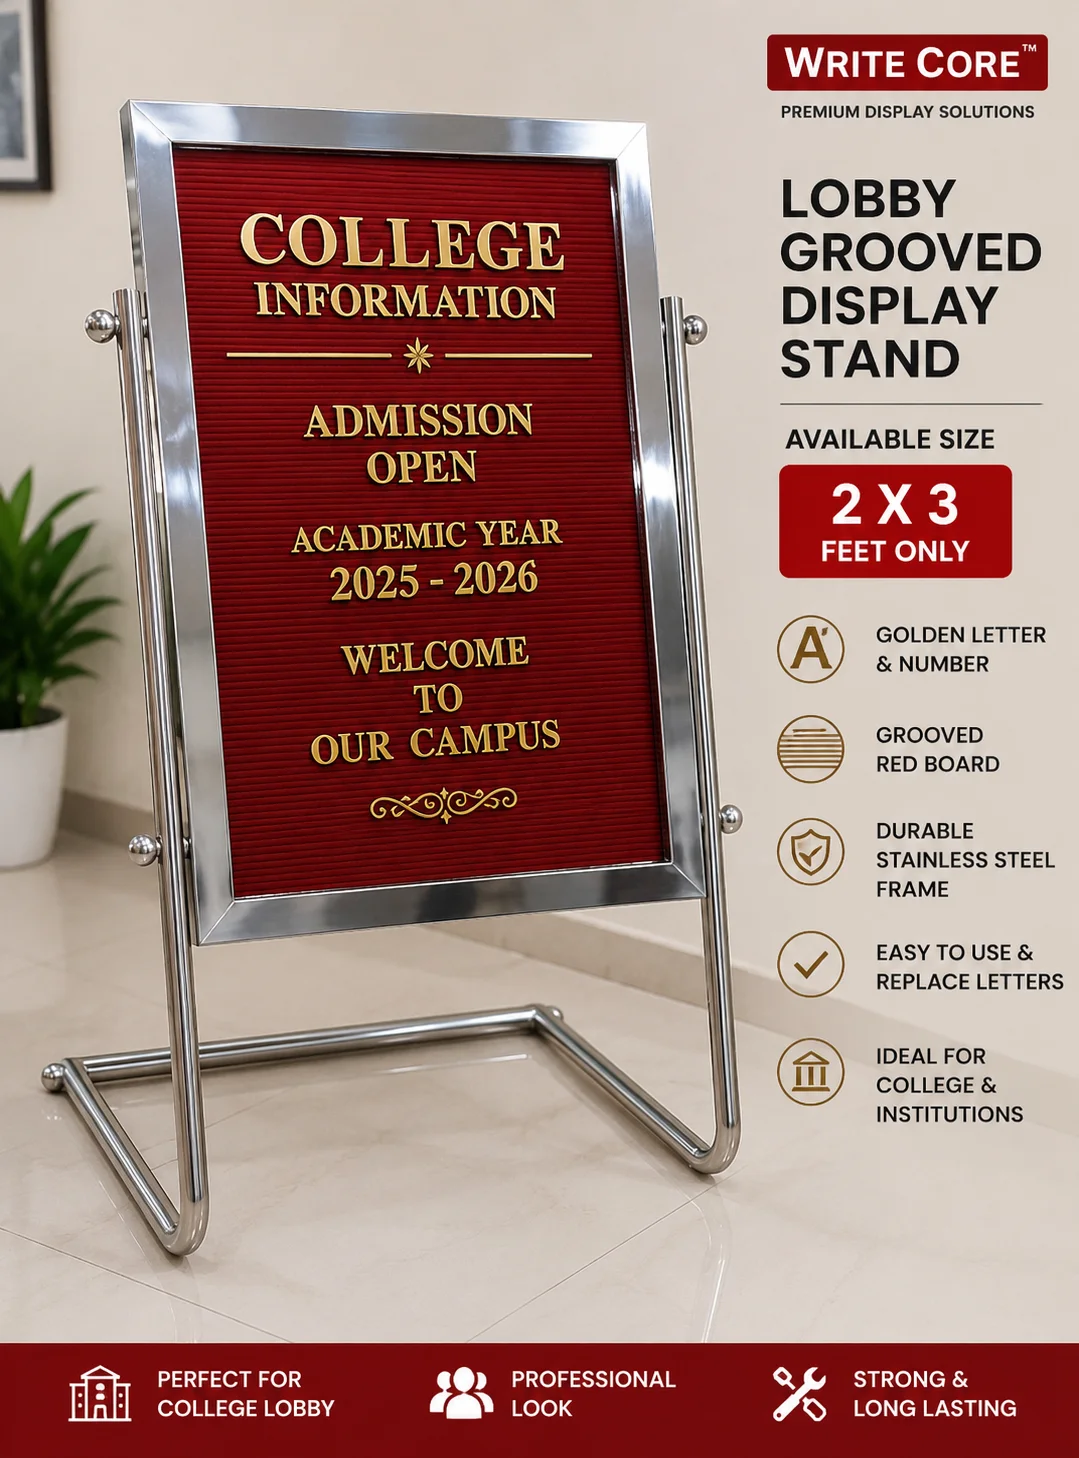 WRITE CORE™
PREMIUM DISPLAY SOLUTIONS
LOBBY
GROOVED
DISPLAY
STAND
AVAILABLE SIZE
2 X 3
FEET ONLY
GOLDEN LETTER
& NUMBER
GROOVED
RED BOARD
DURABLE
STAINLESS STEEL
FRAME
EASY TO USE &
REPLACE LETTERS
IDEAL FOR
COLLEGE &
INSTITUTIONS
COLLEGE
INFORMATION
ADMISSION
OPEN
ACADEMIC YEAR
2025 - 2026
WELCOME
TO
OUR CAMPUS
A
PERFECT FOR
COLLEGE LOBBY
PROFESSIONAL
LOOK
STRONG &
LONG LASTING